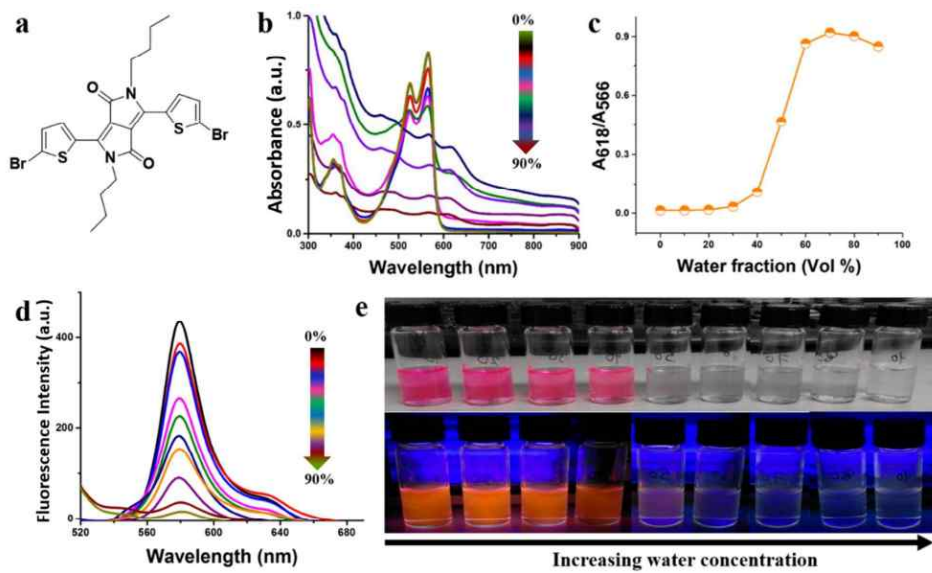 a
O
N
S
Br
Br
S
N
O
b
0%
90%
1.0
0.5
0.0
300 400 500 600 700 800 900
Absorbance (a.u.)
Wavelength (nm)
c
0.9
0.6
0.3
0.0
0 20 40 60 80 100
A618/A566
Water fraction (Vol %)
d
0%
90%
400
200
0
520 560 600 640 680
Fluorescence Intensity (a.u.)
Wavelength (nm)
e
Increasing water concentration